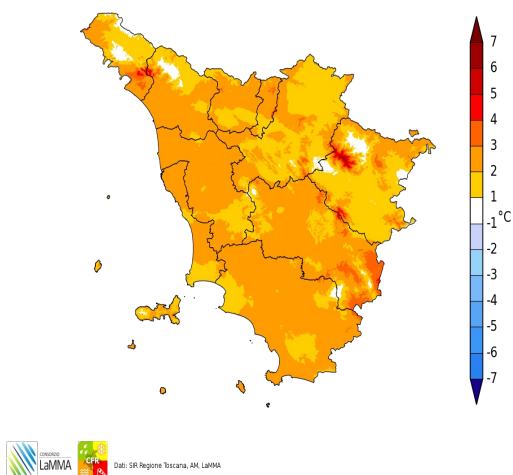 7
6
5
4
3
2
1
-1
°C
-2
-3
-4
-5
-6
-7
CONSORZIO
LaMMA
CFR
Dati: SIR Regione Toscana, AM, LaMMA